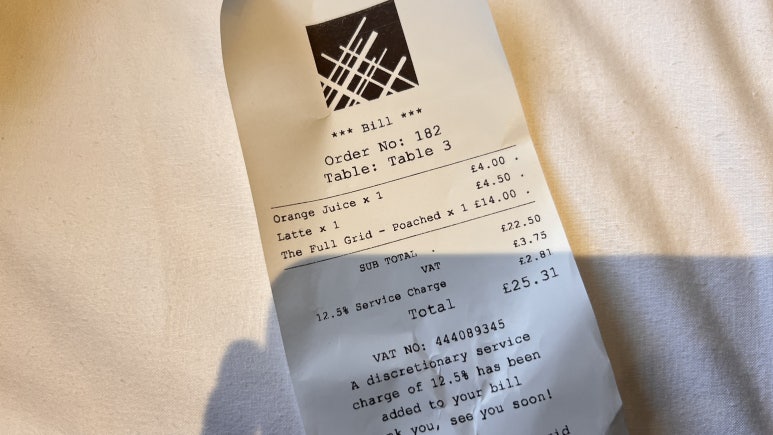 *** Bill ***
Order No: 182
Table: Table 3
Orange Juice x 1 £4.00
Latte x 1 £4.50
The Full Grid - Poached x 1 £14.00
SUB TOTAL £22.50
VAT £3.75
12.5% Service Charge £2.81
Total £25.31
VAT NO: 444089345
A discretionary service
charge of 12.5% has been
added to your bill
you, see you soon!